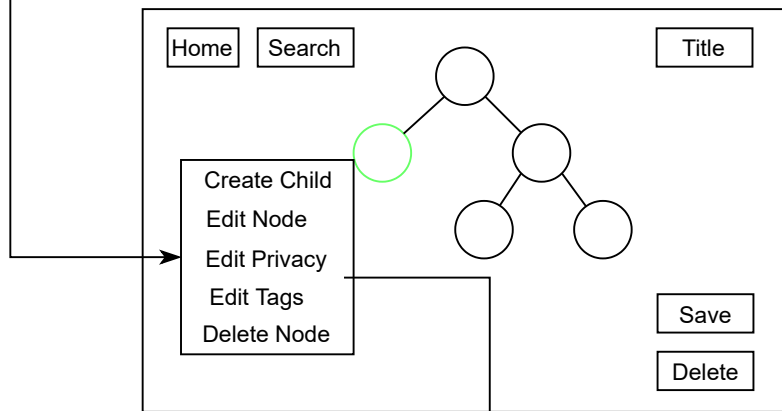 Home
Search
Title
Create Child
Edit Node
Edit Privacy
Edit Tags
Delete Node
Save
Delete